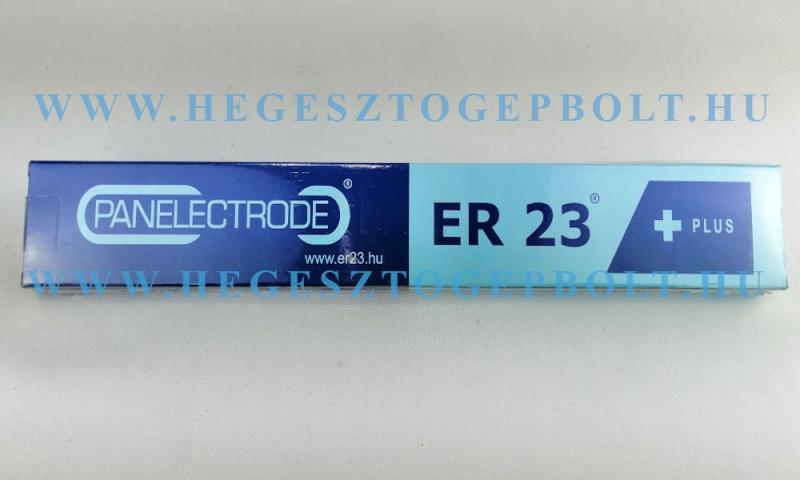 WWW.HEGESZTOGEPBOLT.HU
PANELECTRODE®
www.er23.hu
ER 23®
PLUS
WWW.HEGESZTOGEPBOLT.HU